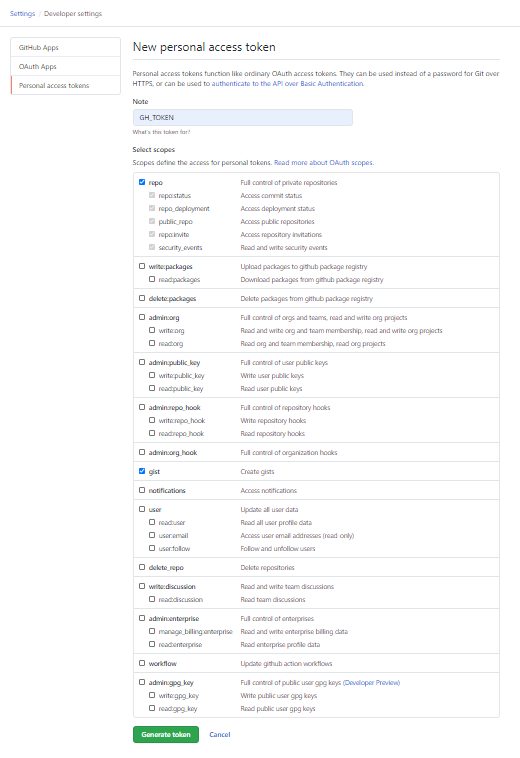 Settings / Developer settings
GitHub Apps
OAuth Apps
Personal access tokens
New personal access token
Personal access tokens function like ordinary OAuth access tokens. They can be used instead of a password for Git over
HTTPS, or can be used to authenticate to the API over Basic Authentication.
Note
GH_TOKEN
What's this token for?
Select scopes
Scopes define the access for personal tokens. Read more about OAuth scopes.
repo Full control of private repositories
repo:status Access commit status
repo_deployment Access deployment status
public_repo Access public repositories
repo:invite Access repository invitations
security_events Read and write security events
write:packages Upload packages to github package registry
read:packages Download packages from github package registry
delete:packages Delete packages from github package registry
admin:org Full control of orgs and teams, read and write org projects
write:org Read and write org and team membership, read and write org projects
read:org Read org and team membership, read org projects
admin:public_key Full control of user public keys
write:public_key Write user public keys
read:public_key Read user public keys
admin:repo_hook Full control of repository hooks
write:repo_hook Write repository hooks
read:repo_hook Read repository hooks
admin:org_hook Full control of organization hooks
gist Create gists
notifications Access notifications
user Update all user data
read:user Read all user profile data
user:email Access user email addresses (read-only)
user:follow Follow and unfollow users
delete_repo Delete repositories
write:discussion Read and write team discussions
read:discussion Read team discussions
admin:enterprise Full control of enterprises
manage_billing:enterprise Read and write enterprise billing data
read:enterprise Read enterprise profile data
workflow Update github action workflows
admin:gpg_key Full control of public user gpg keys (Developer Preview)
write:gpg_key Write public user gpg keys
read:gpg_key Read public user gpg keys
Generate token Cancel